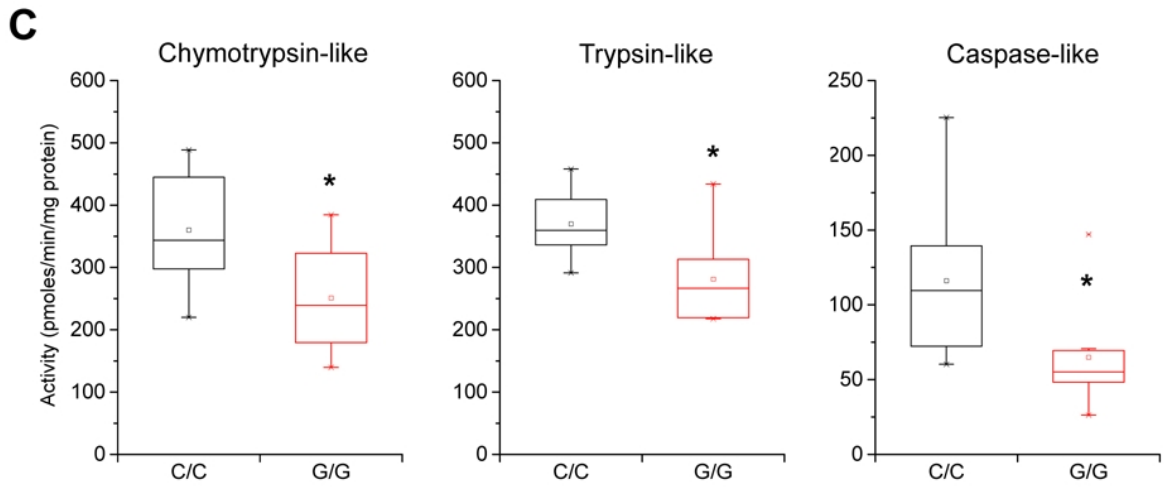 C
Chymotrypsin-like
Trypsin-like
Caspase-like
Activity (pmoles/min/mg protein)
600
500
400
300
200
100
0
*
C/C
G/G
600
500
400
300
200
100
0
*
C/C
G/G
250
200
150
100
50
0
*
C/C
G/G